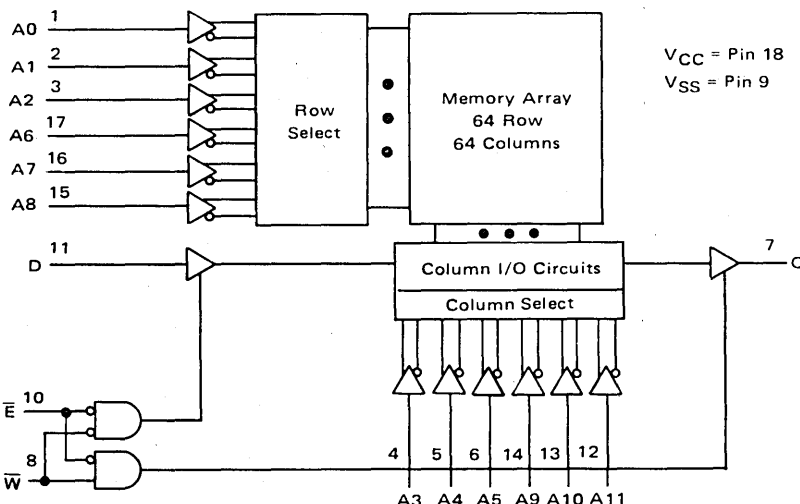 A0 1
A1 2
A2 3
A6 17
A7 16
A8 15
Row
Select
Memory Array
64 Row
64 Columns
VCC = Pin 18
VSS = Pin 9
D 11
Column I/O Circuits
Column Select
7 Q
E 10
W 8
4 5 6 14 13 12
A3 A4 A5 A9 A10 A11